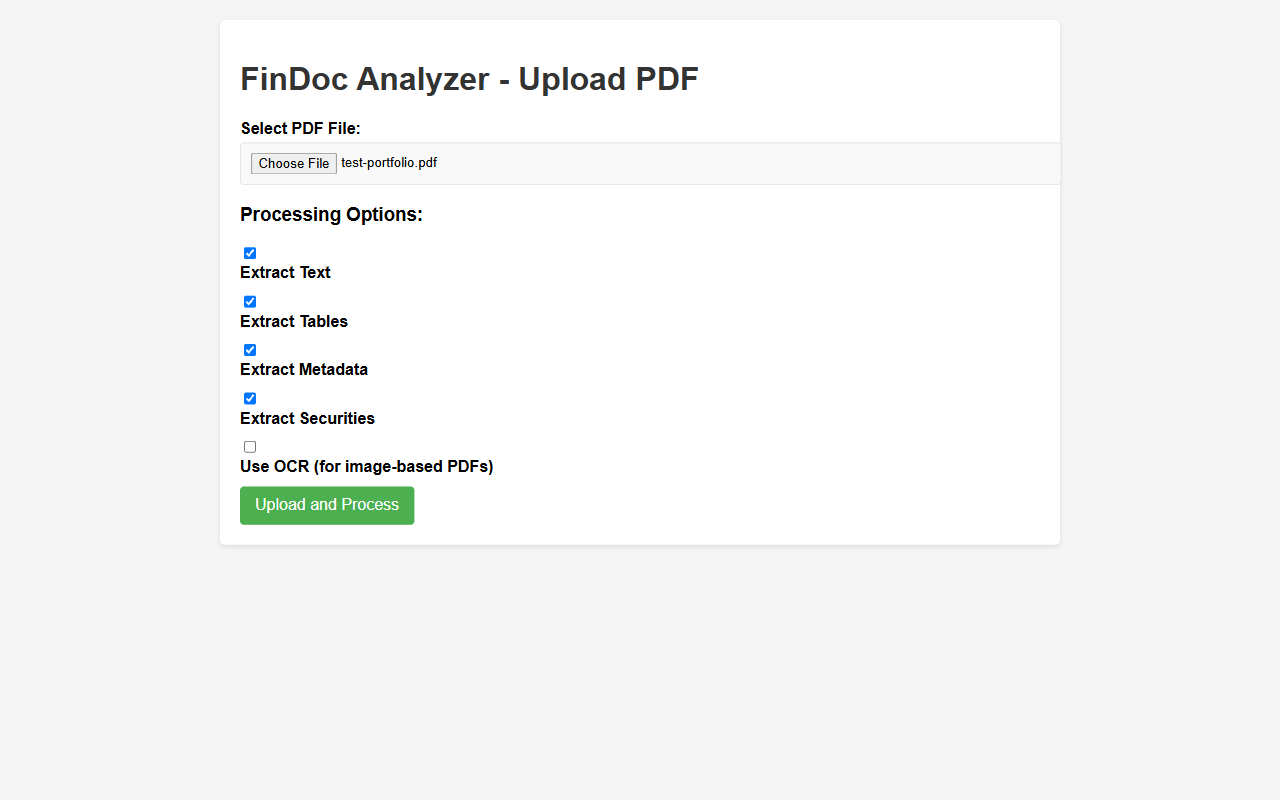 FinDoc Analyzer - Upload PDF
Select PDF File:
Choose File test-portfolio.pdf
Processing Options:
Extract Text
Extract Tables
Extract Metadata
Extract Securities
Use OCR (for image-based PDFs)
Upload and Process